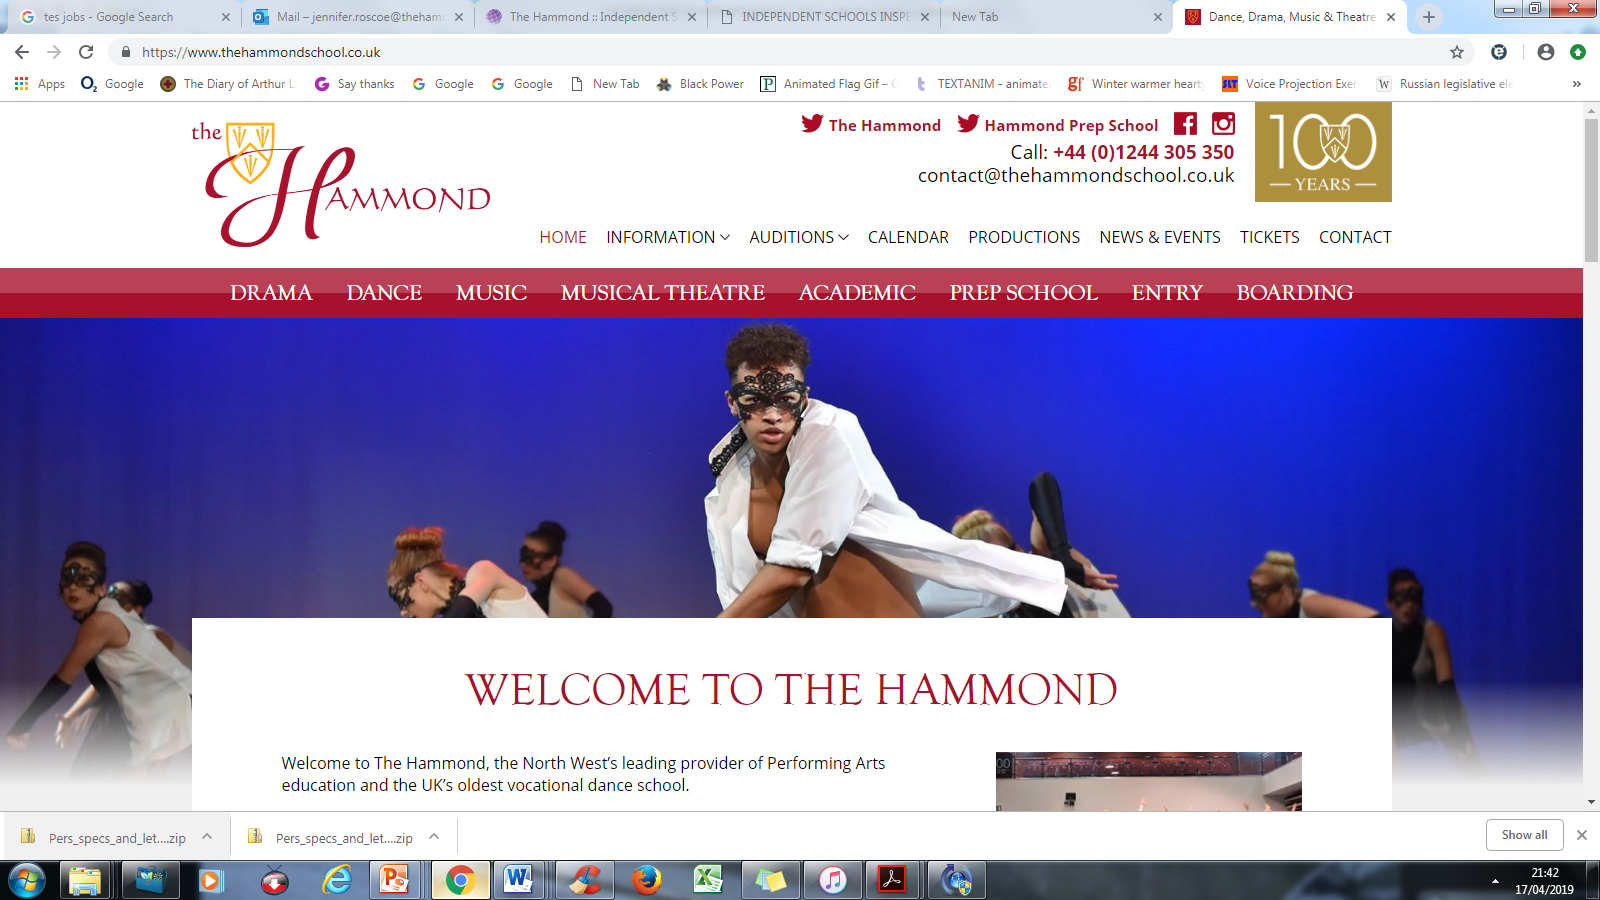 tes jobs - Google Search
Mail – jennifer.roscoe@theham
The Hammond :: Independent S
INDEPENDENT SCHOOLS INSPE
New Tab
Dance, Drama, Music & Theatre
https://www.thehammondschool.co.uk
Apps
Google
The Diary of Arthur L
Say thanks
Google
Google
New Tab
Black Power
Animated Flag Gif – C
TEXTANIM - animate
Winter warmer heart
Voice Projection Exer
Russian legislative ele
»
the
HAMMOND
The Hammond Hammond Prep School
Call: +44 (0)1244 305 350
contact@thehammondschool.co.uk
100
YEARS
HOME INFORMATION AUDITIONS CALENDAR PRODUCTIONS NEWS & EVENTS TICKETS CONTACT
DRAMA DANCE MUSIC MUSICAL THEATRE ACADEMIC PREP SCHOOL ENTRY BOARDING
WELCOME TO THE HAMMOND
Welcome to The Hammond, the North West’s leading provider of Performing Arts
education and the UK’s oldest vocational dance school.
Pers_specs_and_let....zip
Pers_specs_and_let....zip
Show all
21:42
17/04/2019